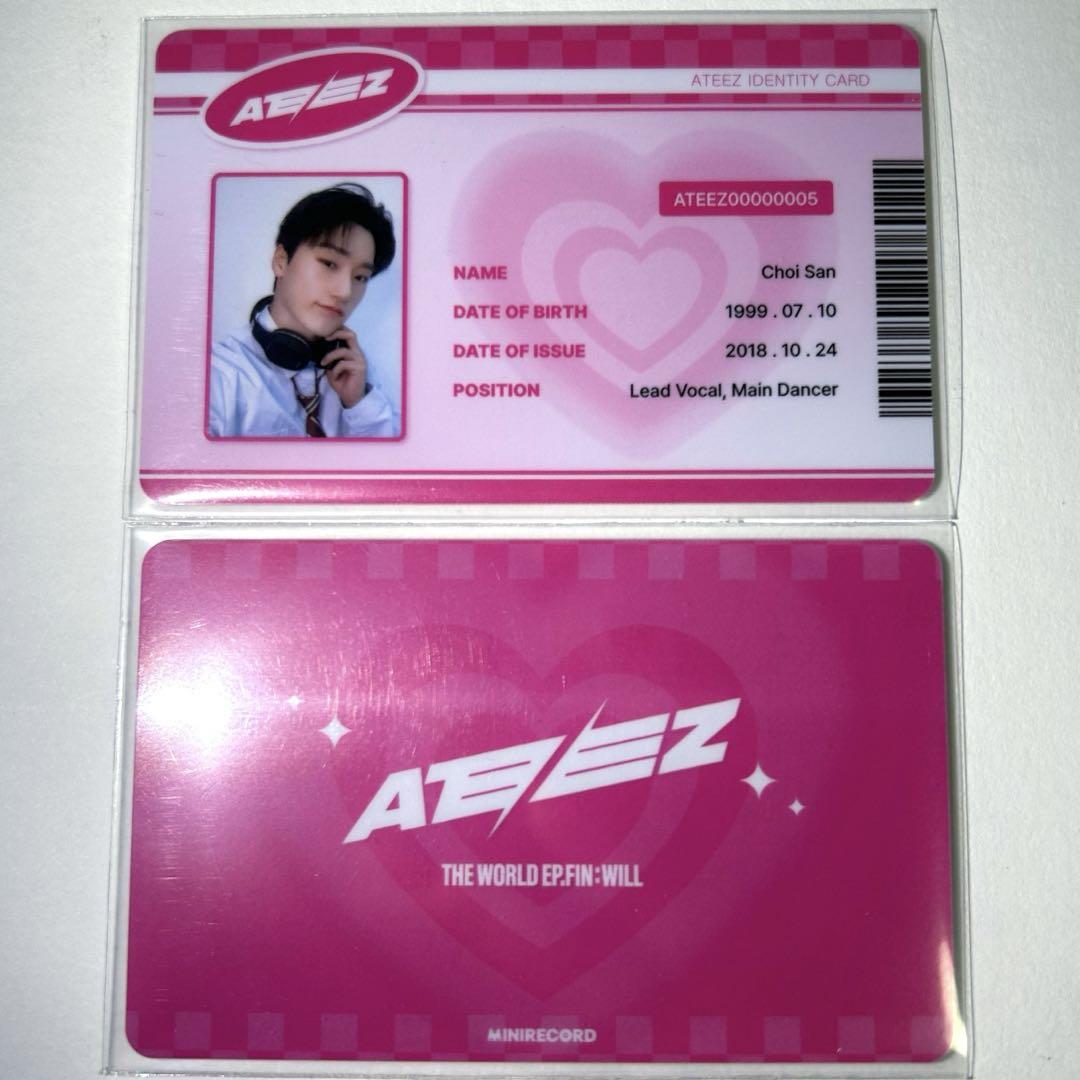 ATEEZ
ATEEZ IDENTITY CARD
ATEEZ00000005
NAME Choi San
DATE OF BIRTH 1999 . 07 . 10
DATE OF ISSUE 2018 . 10 . 24
POSITION Lead Vocal, Main Dancer
ATEEZ
THE WORLD EP.FIN : WILL
MINIRECORD